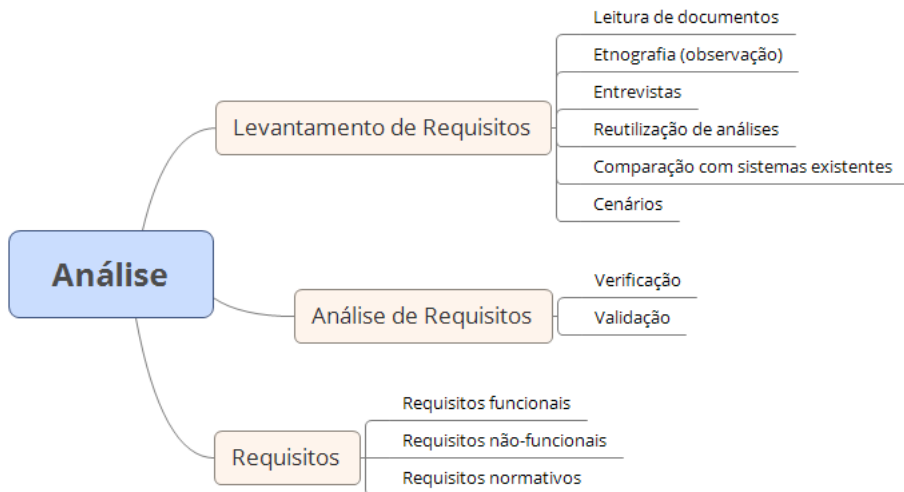 Análise
Levantamento de Requisitos
Leitura de documentos
Etnografia (observação)
Entrevistas
Reutilização de análises
Comparação com sistemas existentes
Cenários
Análise de Requisitos
Verificação
Validação
Requisitos
Requisitos funcionais
Requisitos não-funcionais
Requisitos normativos